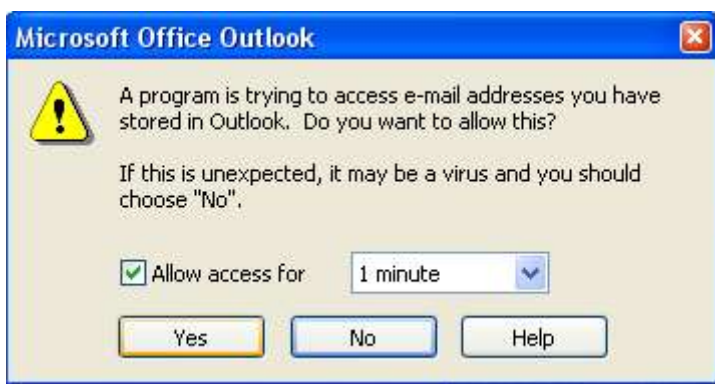 Microsoft Office Outlook
A program is trying to access e-mail addresses you have
stored in Outlook.  Do you want to allow this?
If this is unexpected, it may be a virus and you should
choose "No".
Allow access for 1 minute
Yes No Help